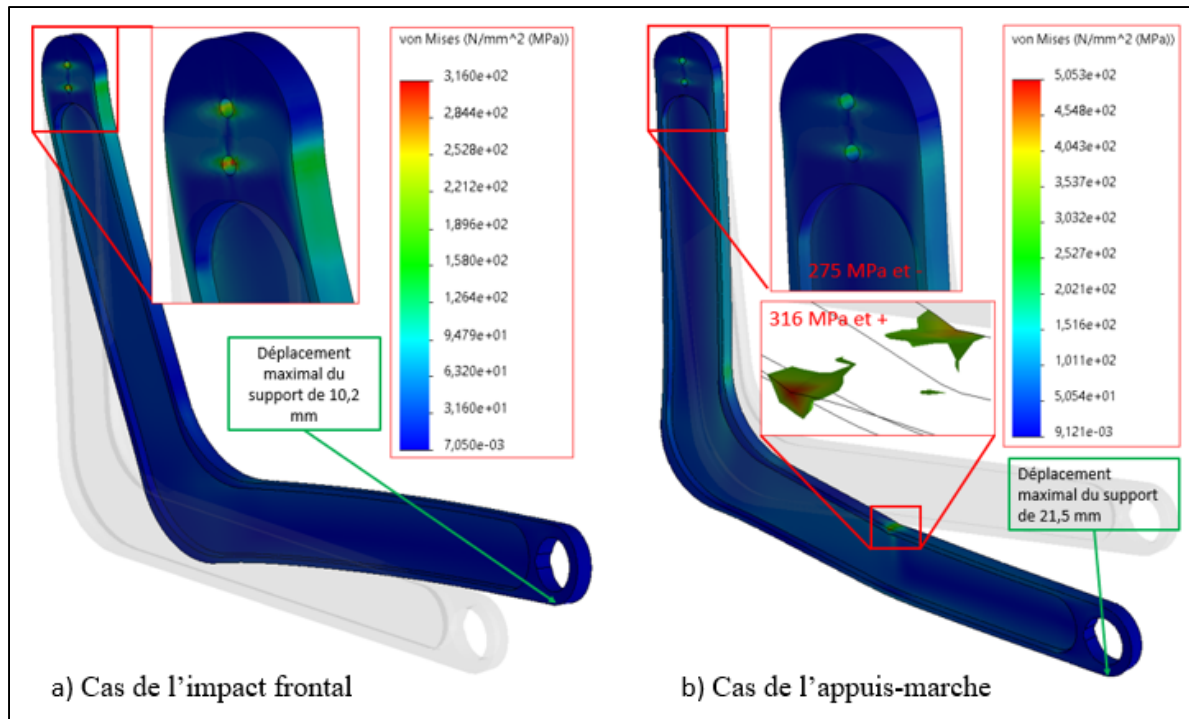 von Mises (N/mm^2 (MPa))
3,160e+02
2,844e+02
2,528e+02
2,212e+02
1,896e+02
1,580e+02
1,264e+02
9,479e+01
6,320e+01
3,160e+01
7,050e-03
Déplacement
maximal du
support de 10,2
mm
a) Cas de l'impact frontal
von Mises (N/mm^2 (MPa))
5,053e+02
4,548e+02
4,043e+02
3,537e+02
3,032e+02
2,527e+02
2,021e+02
1,516e+02
1,011e+02
5,054e+01
9,121e-03
275 MPa et -
316 MPa et +
Déplacement
maximal du support
de 21,5 mm
b) Cas de l'appuis-marche